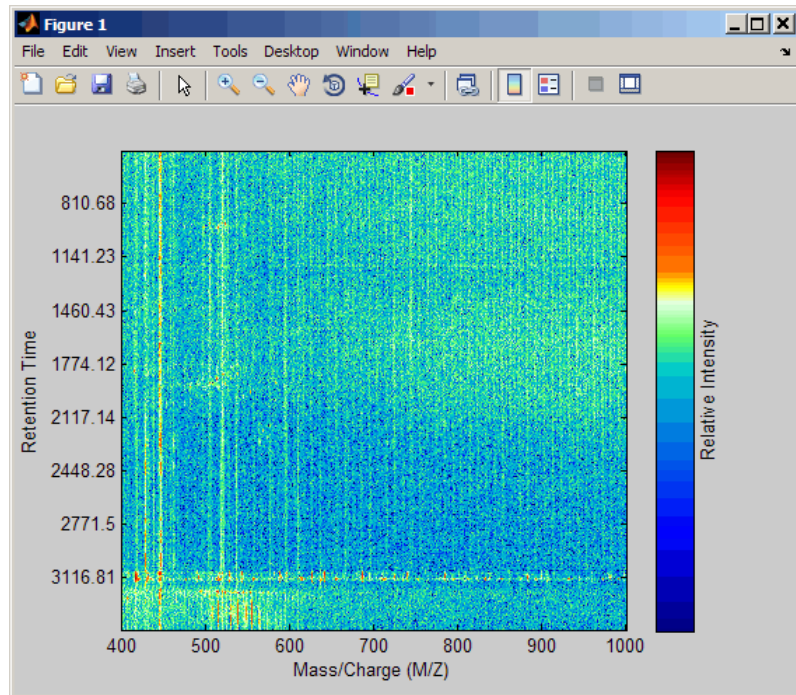 Figure 1
File Edit View Insert Tools Desktop Window Help
810.68
1141.23
1460.43
1774.12
2117.14
2448.28
2771.5
3116.81
Retention Time
400 500 600 700 800 900 1000
Mass/Charge (M/Z)
Relative Intensity